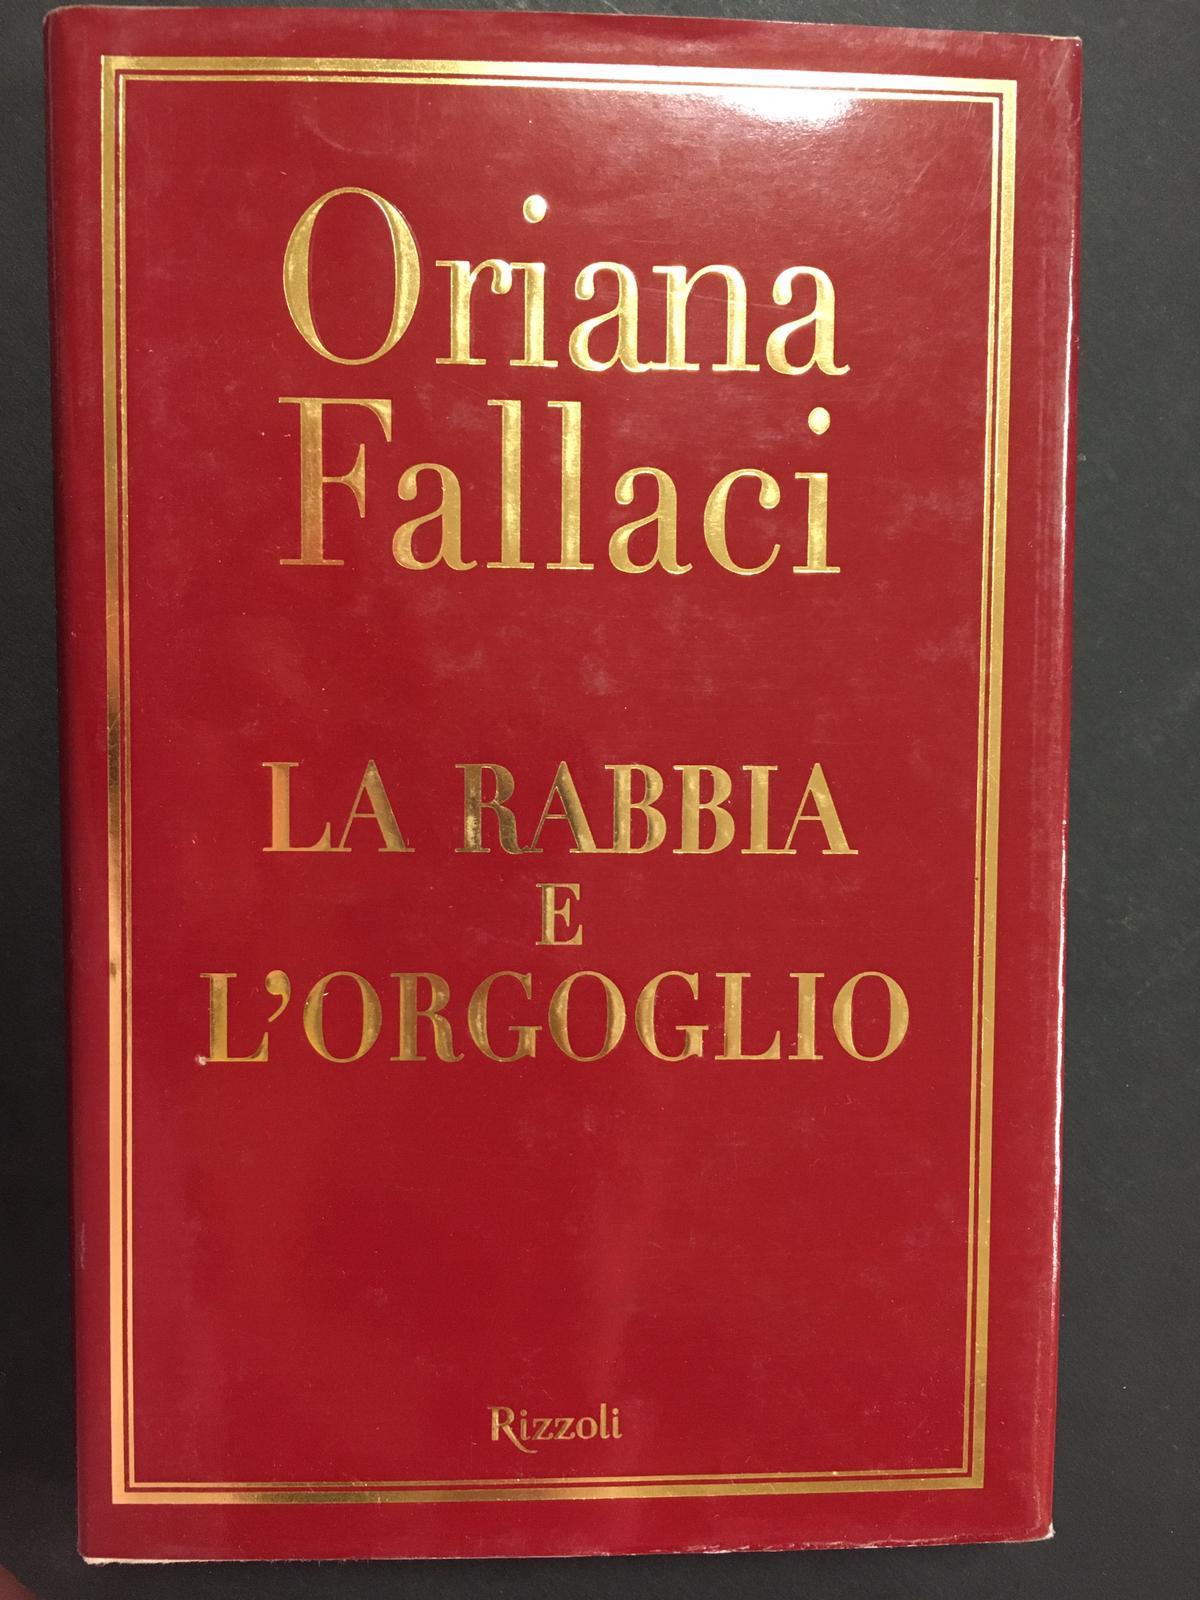 Oriana
Fallaci
LA RABBIA
E
L'ORGOGLIO
Rizzoli